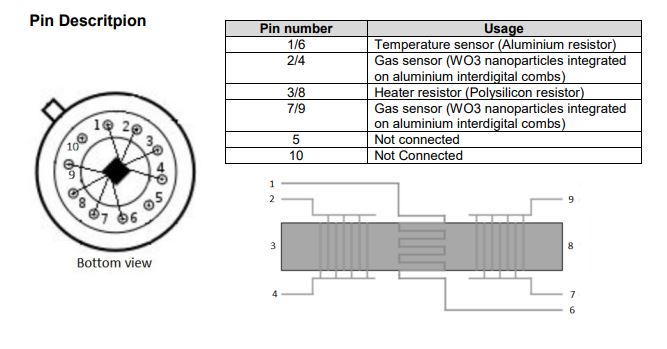 Pin Descritpion
Pin number Usage
1/6 Temperature sensor (Aluminium resistor)
2/4 Gas sensor (WO3 nanoparticles integrated
on aluminium interdigital combs)
3/8 Heater resistor (Polysilicon resistor)
7/9 Gas sensor (WO3 nanoparticles integrated
on aluminium interdigital combs)
5 Not connected
10 Not Connected
1
2
3
4
5
6
7
8
9
10
Bottom view
1
2
3
4
9
8
7
6